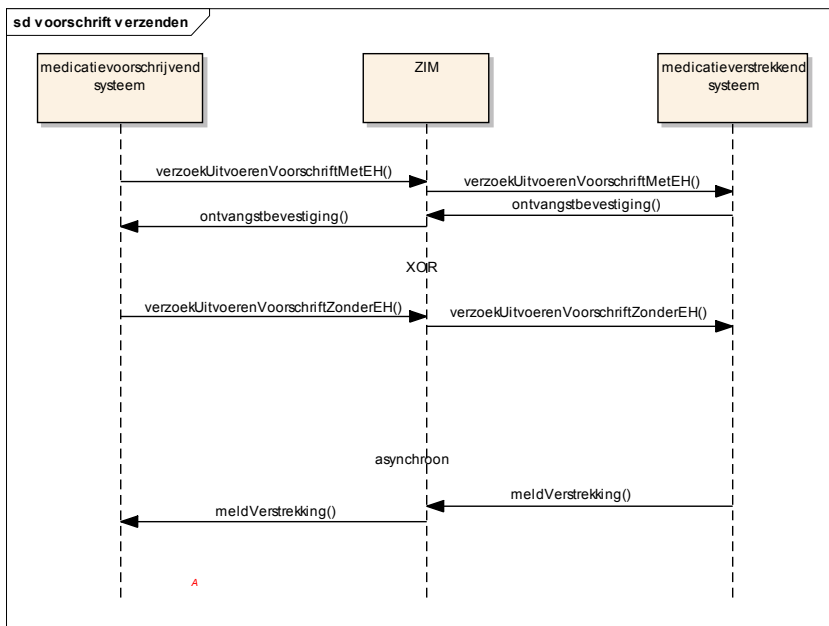 sd voorschrift verzenden
medicatievoorschrijvend
systeem
ZIM
medicatieverstrekkend
systeem
verzoekUitvoerenVoorschriftMetEH()
verzoekUitvoerenVoorschriftMetEH()
ontvangstbevestiging()
ontvangstbevestiging()
XOR
verzoekUitvoerenVoorschriftZonderEH()
verzoekUitvoerenVoorschriftZonderEH()
asynchroon
meldVerstrekking()
meldVerstrekking()
A